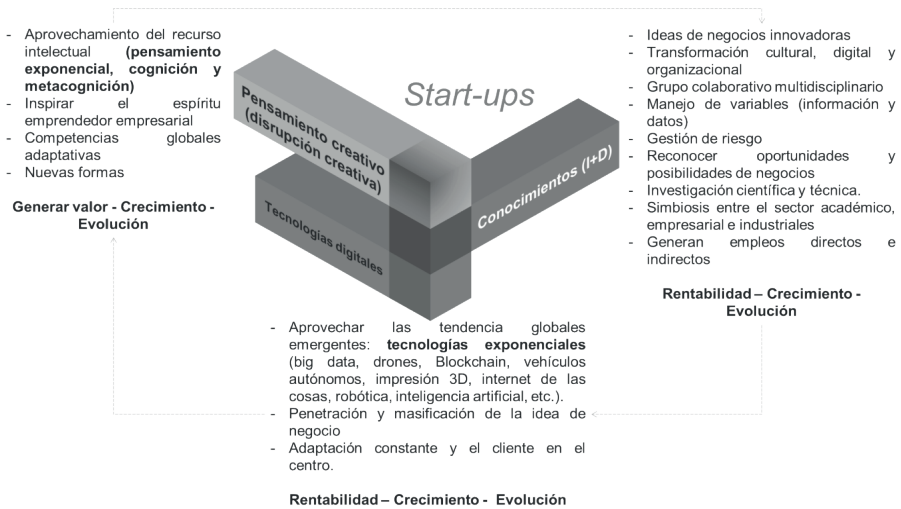 - Aprovechamiento del recurso
intelectual (pensamiento
exponencial, cognición y
metacognición)
- Inspirar el espíritu
emprendedor empresarial
- Competencias globales
adaptativas
- Nuevas formas
Generar valor - Crecimiento -
Evolución
Start-ups
Pensamiento creativo
(disrupción creativa)
Conocimientos (I+D)
Tecnologías digitales
- Ideas de negocios innovadoras
- Transformación cultural, digital y
organizacional
- Grupo colaborativo multidisciplinario
- Manejo de variables (información y
datos)
- Gestión de riesgo
- Reconocer oportunidades y
posibilidades de negocios
- Investigación científica y técnica.
- Simbiosis entre el sector académico,
empresarial e industriales
- Generan empleos directos e
indirectos
Rentabilidad – Crecimiento -
Evolución
- Aprovechar las tendencia globales
emergentes: tecnologías exponenciales
(big data, drones, Blockchain, vehículos
autónomos, impresión 3D, internet de las
cosas, robótica, inteligencia artificial, etc.).
- Penetración y masificación de la idea de
negocio
- Adaptación constante y el cliente en el
centro.
Rentabilidad – Crecimiento - Evolución